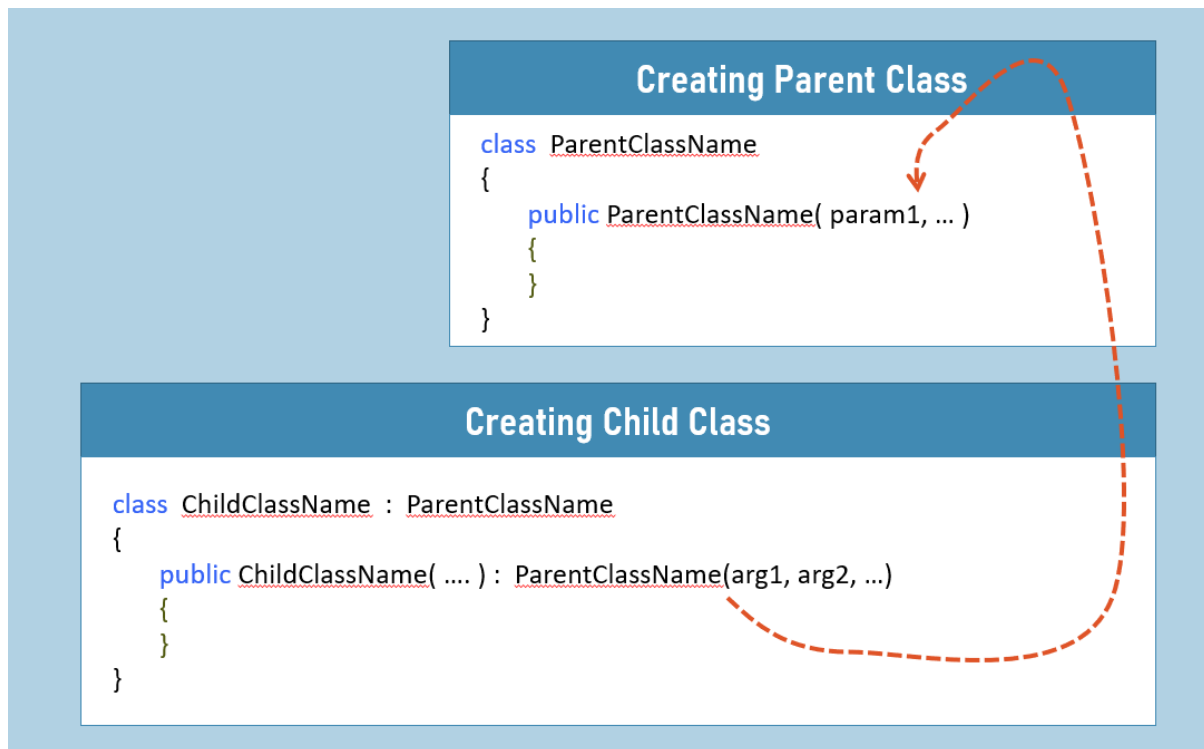 Creating Parent Class
class ParentClassName
{
public ParentClassName( param1, ... )
{
}
}
Creating Child Class
class ChildClassName : ParentClassName
{
public ChildClassName( .... ) : ParentClassName(arg1, arg2, ...)
{
}
}